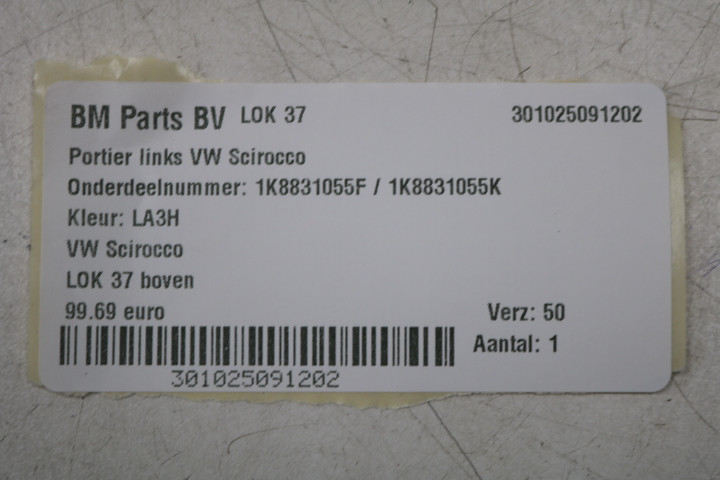 BM Parts BV LOK 37 301025091202
Portier links VW Scirocco
Onderdeelnummer: 1K8831055F / 1K8831055K
Kleur: LA3H
VW Scirocco
LOK 37 boven
99.69 euro Verz: 50
Aantal: 1
301025091202